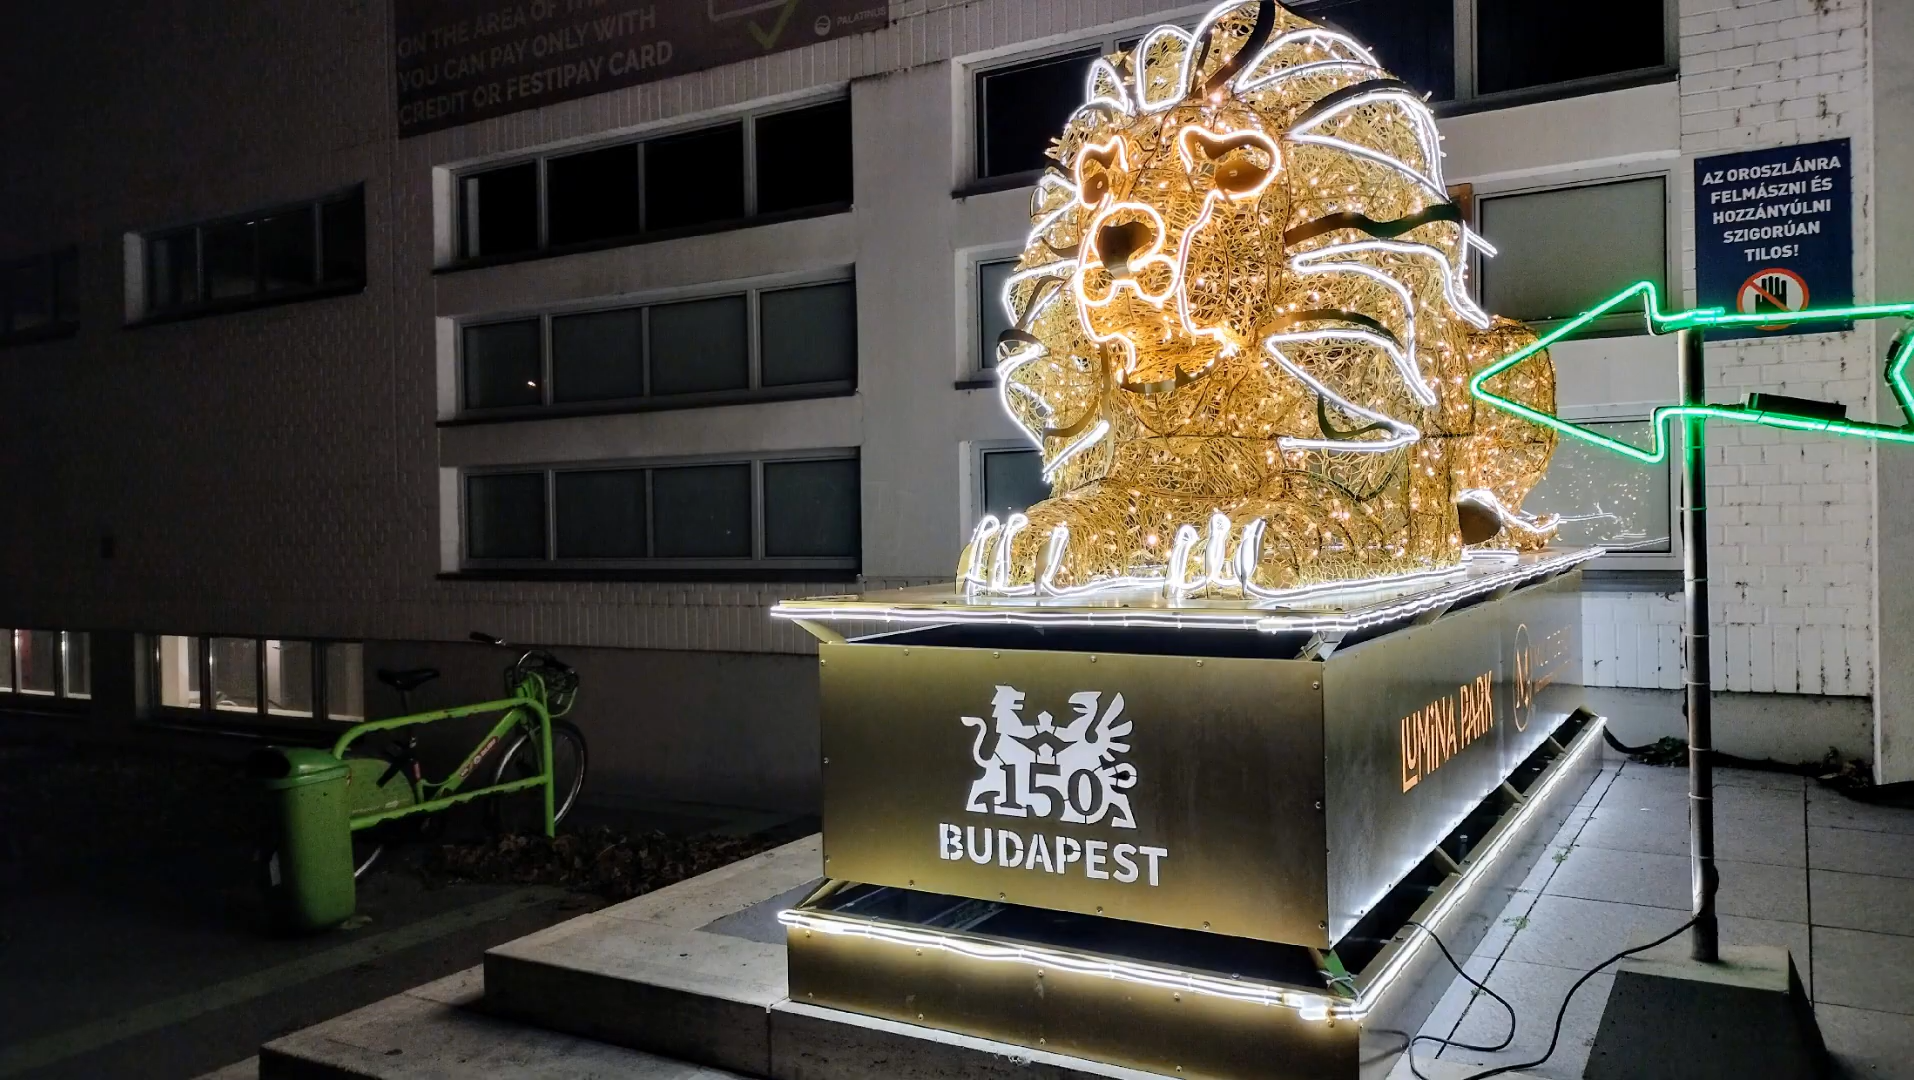 ON THE AREA OF THE
YOU CAN PAY ONLY WITH
CREDIT OR FESTIPAY CARD
PALATINUS
AZ OROSZLÁNRA
FELMÁSZNI ÉS
HOZZÁNYÚLNI
SZIGORÚAN
TILOS!
150
BUDAPEST
LUMINA PARK
M